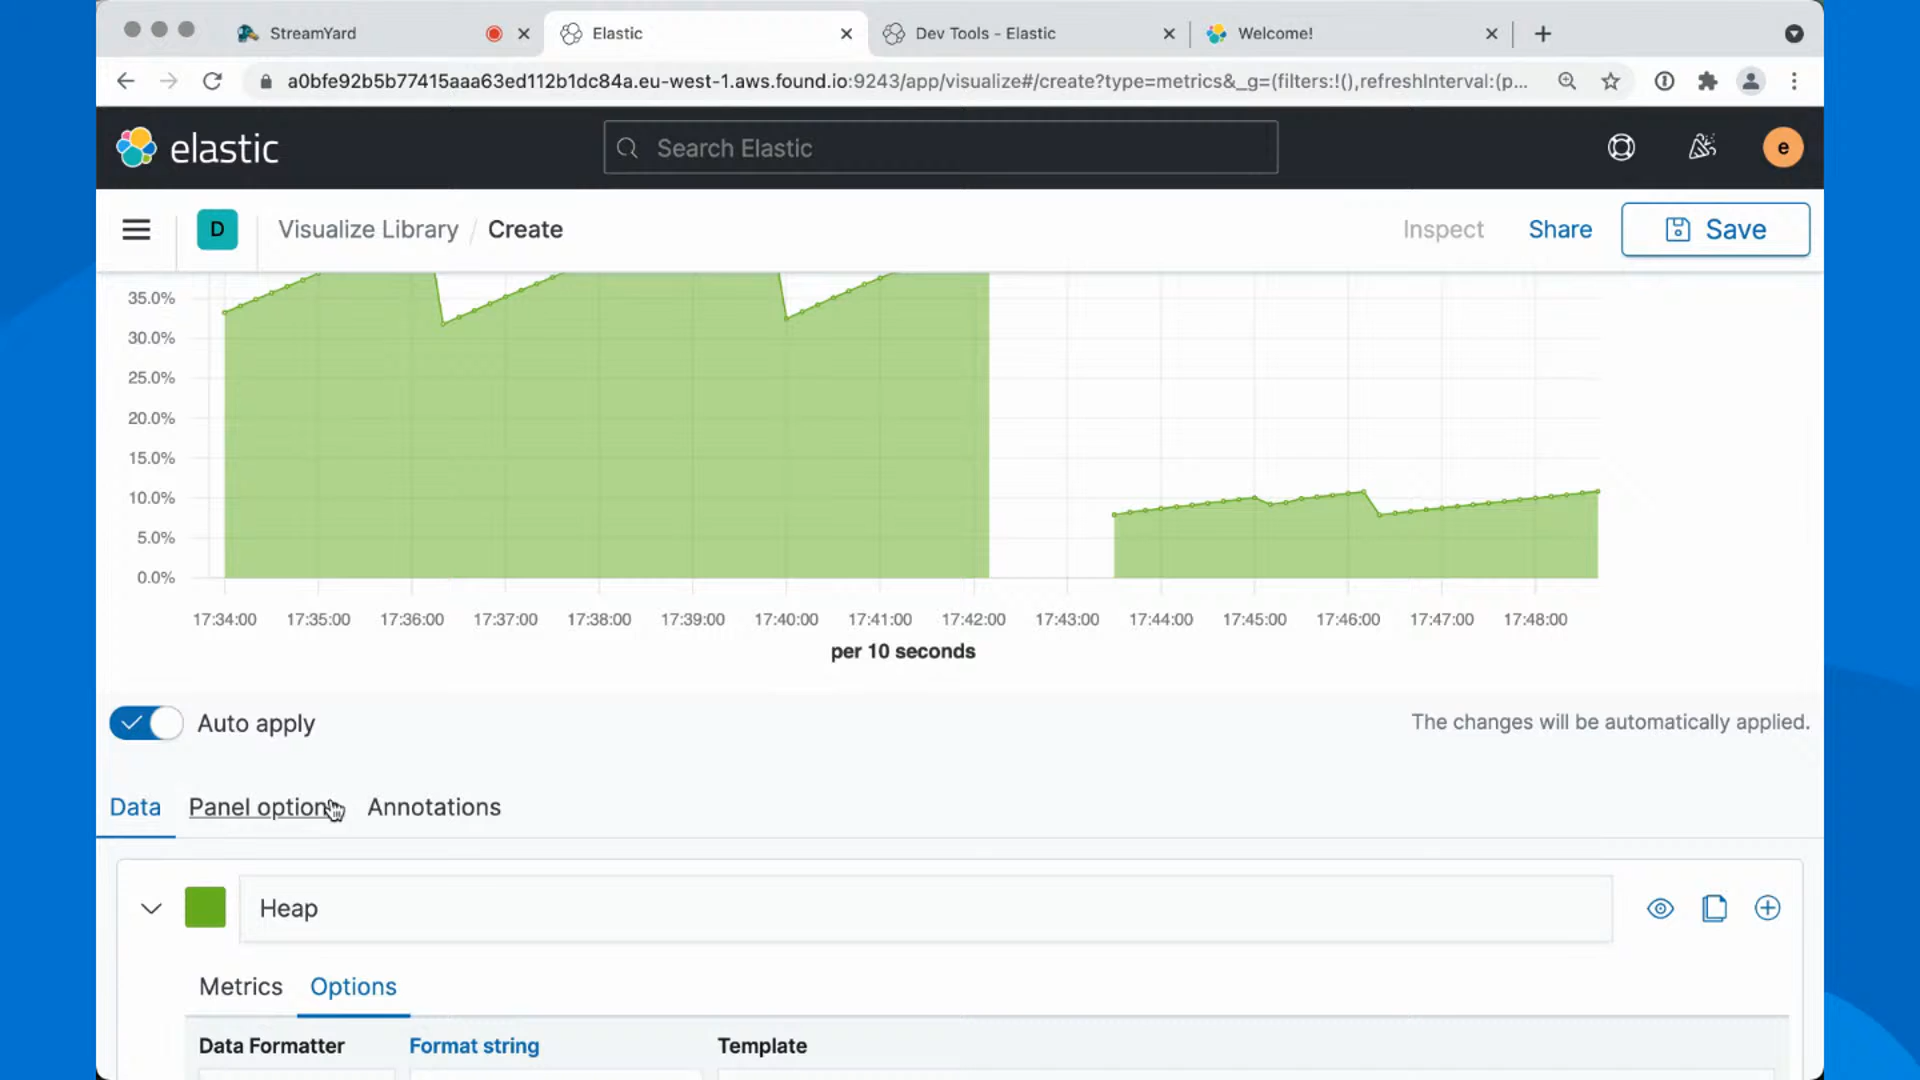 StreamYard
Elastic
Dev Tools - Elastic
Welcome!
a0bfe92b5b77415aaa63ed112b1dc84a.eu-west-1.aws.found.io:9243/app/visualize#/create?type=metrics&_g=(filters:!(),refreshInterval:(p...
elastic
Search Elastic
e
D
Visualize Library / Create
Inspect
Share
Save
35.0%
30.0%
25.0%
20.0%
15.0%
10.0%
5.0%
0.0%
17:34:00 17:35:00 17:36:00 17:37:00 17:38:00 17:39:00 17:40:00 17:41:00 17:42:00 17:43:00 17:44:00 17:45:00 17:46:00 17:47:00 17:48:00
per 10 seconds
Auto apply
The changes will be automatically applied.
Data Panel option Annotations
Heap
Metrics Options
Data Formatter Format string Template